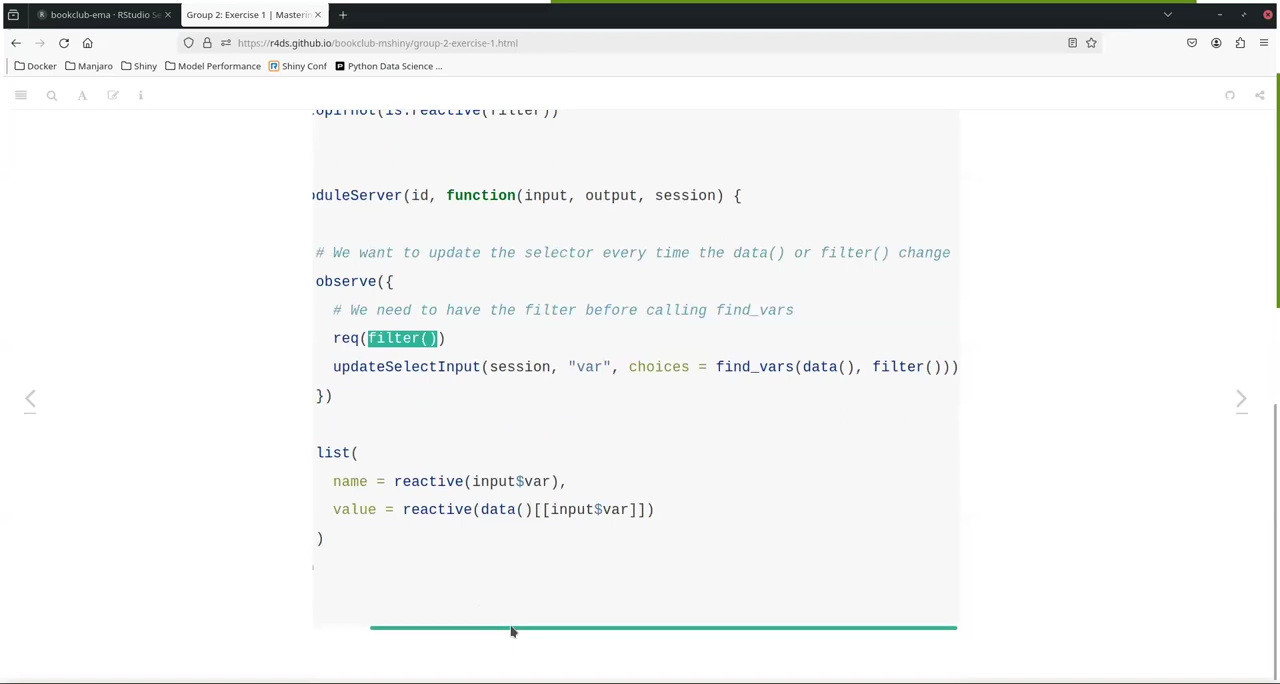 bookclub-ema · RStudio Se
Group 2: Exercise 1 | Masterin
https://r4ds.github.io/bookclub-mshiny/group-2-exercise-1.html
Docker Manjaro Shiny Model Performance Shiny Conf Python Data Science ...
opifnot(is.reactive(filter))
oduleServer(id, function(input, output, session) {
# We want to update the selector every time the data() or filter() change
observe({
# We need to have the filter before calling find_vars
req(filter())
updateSelectInput(session, "var", choices = find_vars(data(), filter()))
})
list(
name = reactive(input$var),
value = reactive(data()[[input$var]])
)